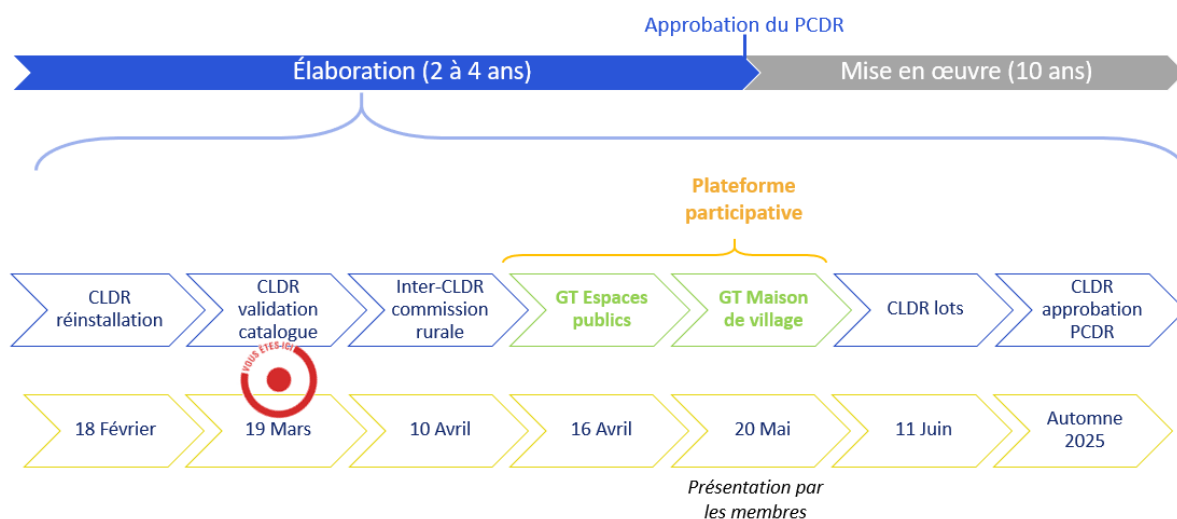 Approbation du PCDR
Élaboration (2 à 4 ans)
Mise en œuvre (10 ans)
Plateforme
participative
CLDR
réinstallation
CLDR
validation
catalogue
Inter-CLDR
commission
rurale
GT Espaces
publics
GT Maison
de village
CLDR lots
CLDR
approbation
PCDR
VOUS ÊTES-ICI
18 Février
19 Mars
10 Avril
16 Avril
20 Mai
11 Juin
Automne
2025
Présentation par
les membres